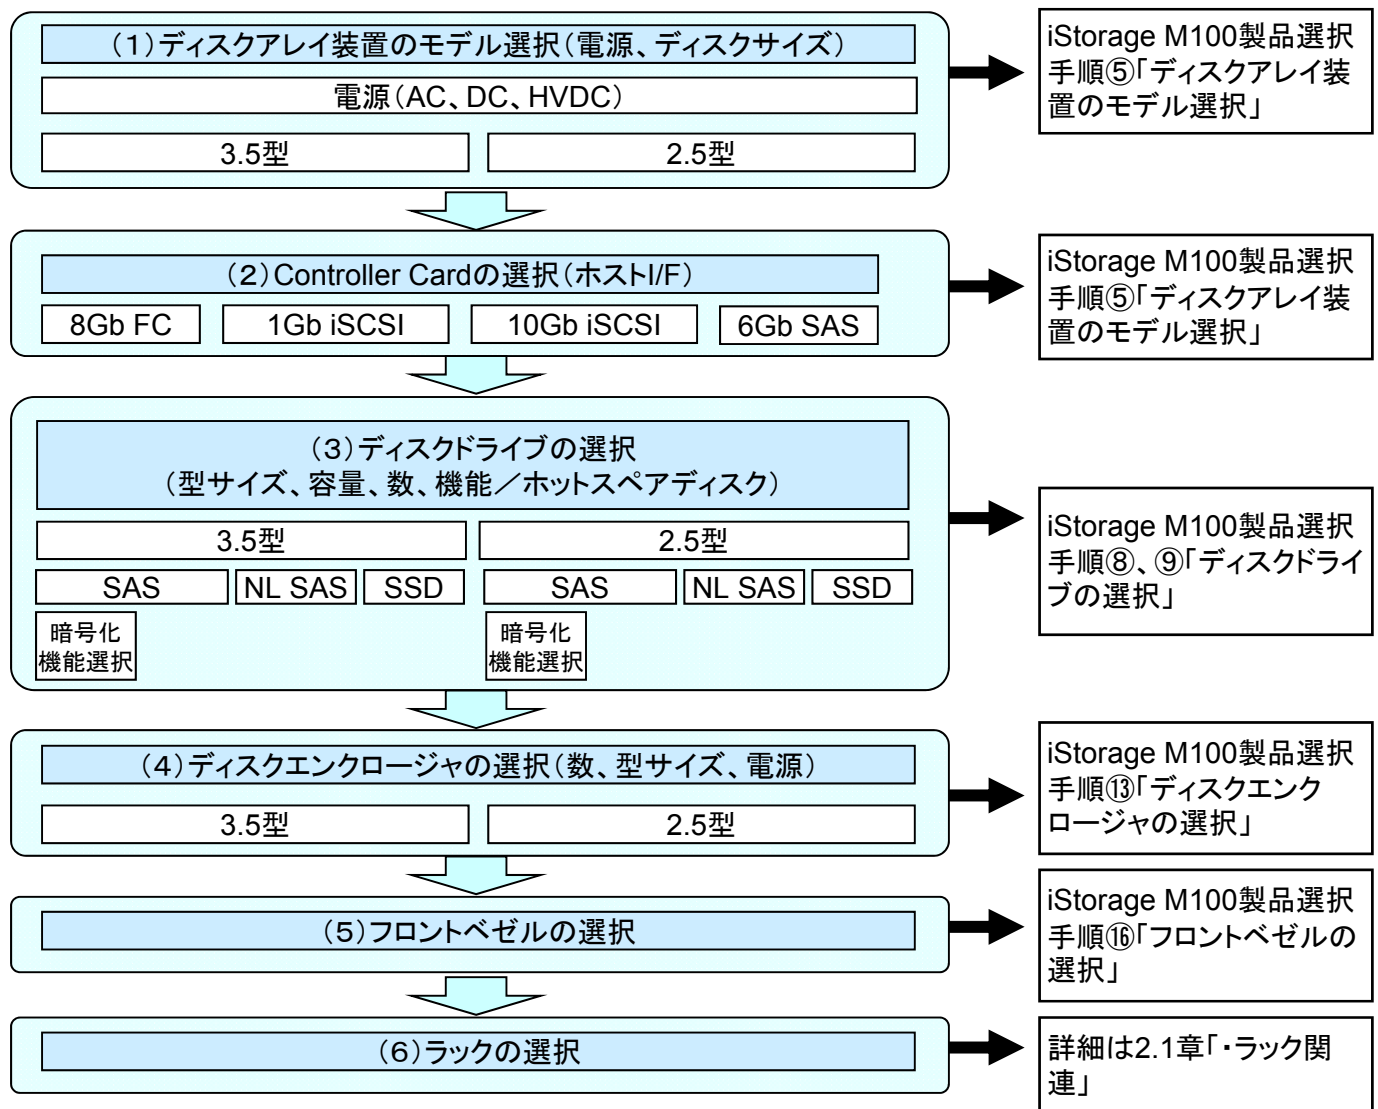 (1)ディスクアレイ装置のモデル選択(電源、ディスクサイズ)
電源(AC、DC、HVDC)
3.5型
2.5型
iStorage M100製品選択
手順⑤「ディスクアレイ装
置のモデル選択」
(2)Controller Cardの選択(ホストI/F)
8Gb FC
1Gb iSCSI
10Gb iSCSI
6Gb SAS
iStorage M100製品選択
手順⑤「ディスクアレイ装
置のモデル選択」
(3)ディスクドライブの選択
(型サイズ、容量、数、機能/ホットスペアディスク)
3.5型
2.5型
SAS
NL SAS
SSD
SAS
NL SAS
SSD
暗号化
機能選択
暗号化
機能選択
iStorage M100製品選択
手順⑧、⑨「ディスクドライ
ブの選択」
(4)ディスクエンクロージャの選択(数、型サイズ、電源)
3.5型
2.5型
iStorage M100製品選択
手順⑬「ディスクエンク
ロージャの選択」
(5)フロントベゼルの選択
iStorage M100製品選択
手順⑯「フロントベゼルの
選択」
(6)ラックの選択
詳細は2.1章「・ラック関
連」